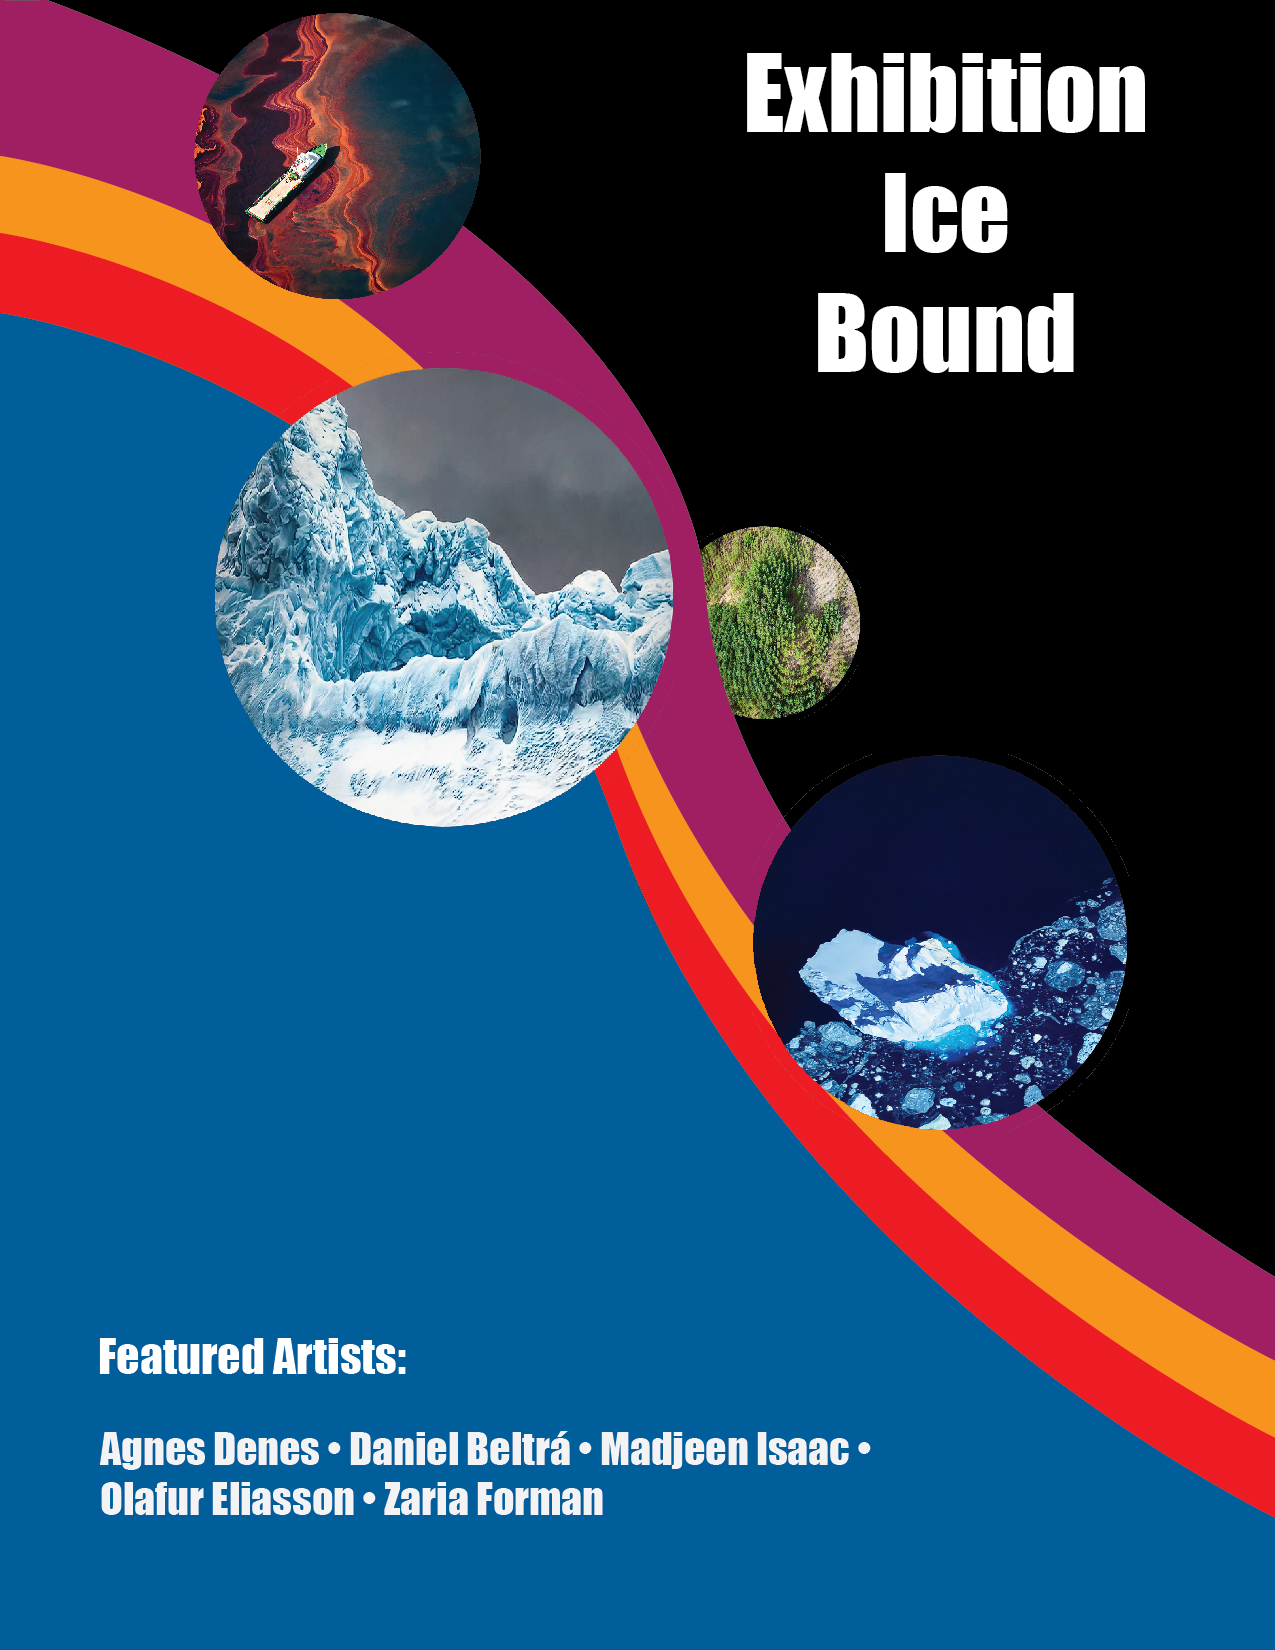 Exhibition
Ice
Bound
Featured Artists:
Agnes Denes • Daniel Beltrá • Madjeen Isaac •
Olafur Eliasson • Zaria Forman